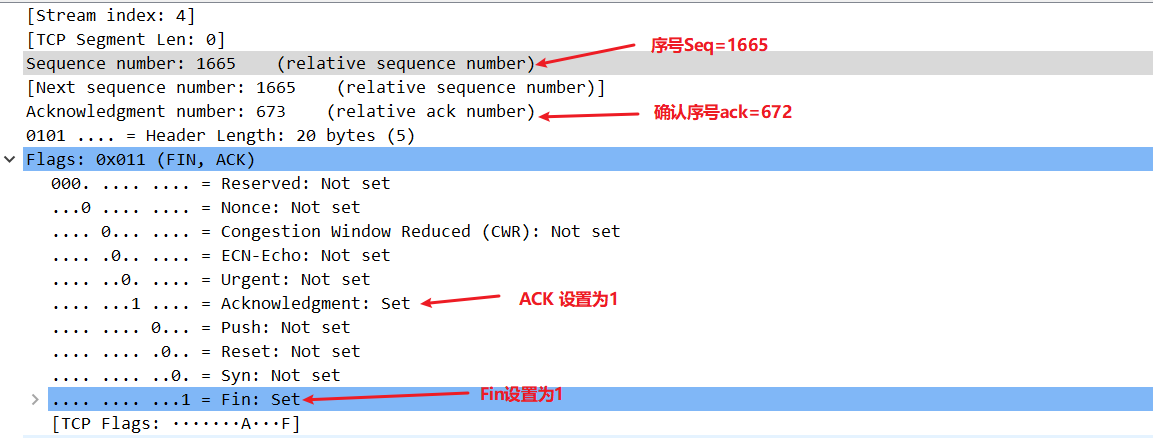 [Stream index: 4]
[TCP Segment Len: 0]
序号Seq=1665
Sequence number: 1665    (relative sequence number)
[Next sequence number: 1665    (relative sequence number)]
Acknowledgment number: 673    (relative ack number)
确认序号ack=672
0101 .... = Header Length: 20 bytes (5)
Flags: 0x011 (FIN, ACK)
000. .... .... = Reserved: Not set
...0 .... .... = Nonce: Not set
.... 0... .... = Congestion Window Reduced (CWR): Not set
.... .0.. .... = ECN-Echo: Not set
.... ..0. .... = Urgent: Not set
.... ...1 .... = Acknowledgment: Set
ACK 设置为1
.... .... 0... = Push: Not set
.... .... .0.. = Reset: Not set
.... .... ..0. = Syn: Not set
.... .... ...1 = Fin: Set
Fin设置为1
[TCP Flags: ·······A···F]